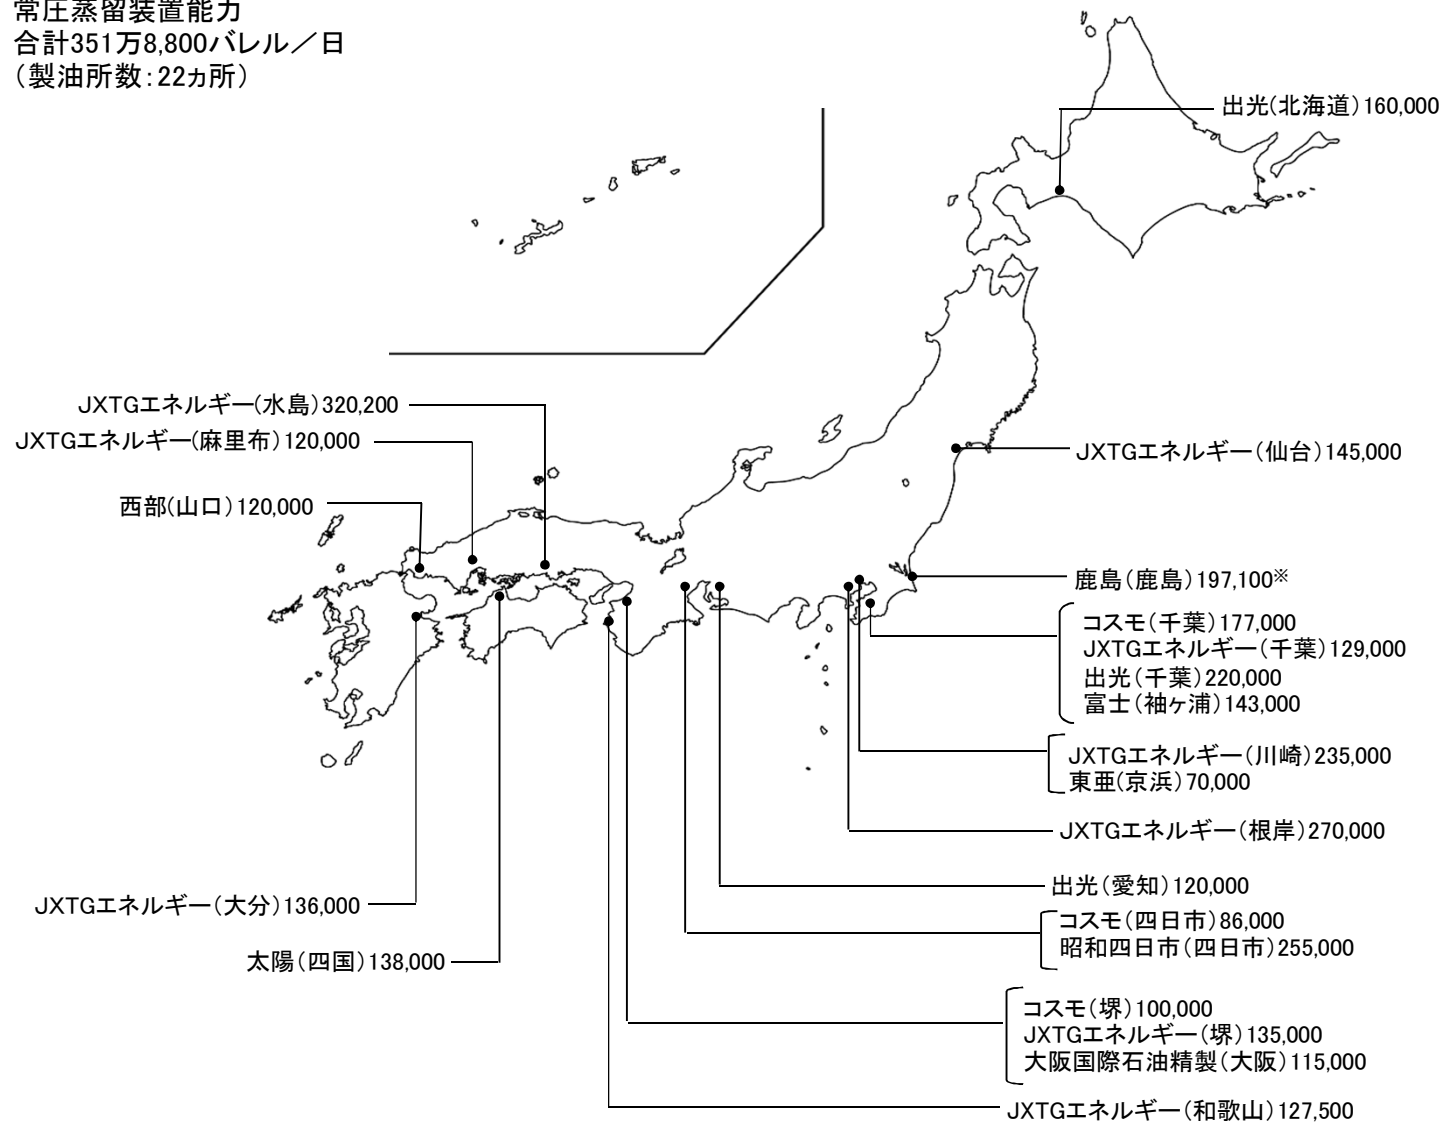 常圧蒸留装置能力
合計351万8,800バレル／日
（製油所数：22ヵ所）
出光(北海道)160,000
JXTGエネルギー(水島)320,200
JXTGエネルギー(麻里布)120,000
西部(山口)120,000
JXTGエネルギー（仙台）145,000
鹿島（鹿島）197,100※
コスモ（千葉）177,000
JXTGエネルギー（千葉）129,000
出光（千葉）220,000
富士（袖ヶ浦）143,000
JXTGエネルギー（川崎）235,000
東亜(京浜)70,000
JXTGエネルギー（根岸）270,000
出光（愛知）120,000
コスモ（四日市）86,000
昭和四日市（四日市）255,000
JXTGエネルギー（大分）136,000
太陽（四国）138,000
コスモ（堺）100,000
JXTGエネルギー（堺）135,000
大阪国際石油精製（大阪）115,000
JXTGエネルギー（和歌山）127,500